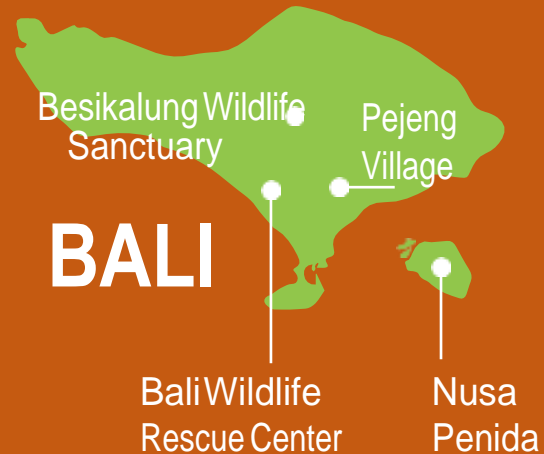 Besikalung Wildlife
Sanctuary
Pejeng
Village
BALI
Bali Wildlife
Rescue Center
Nusa
Penida